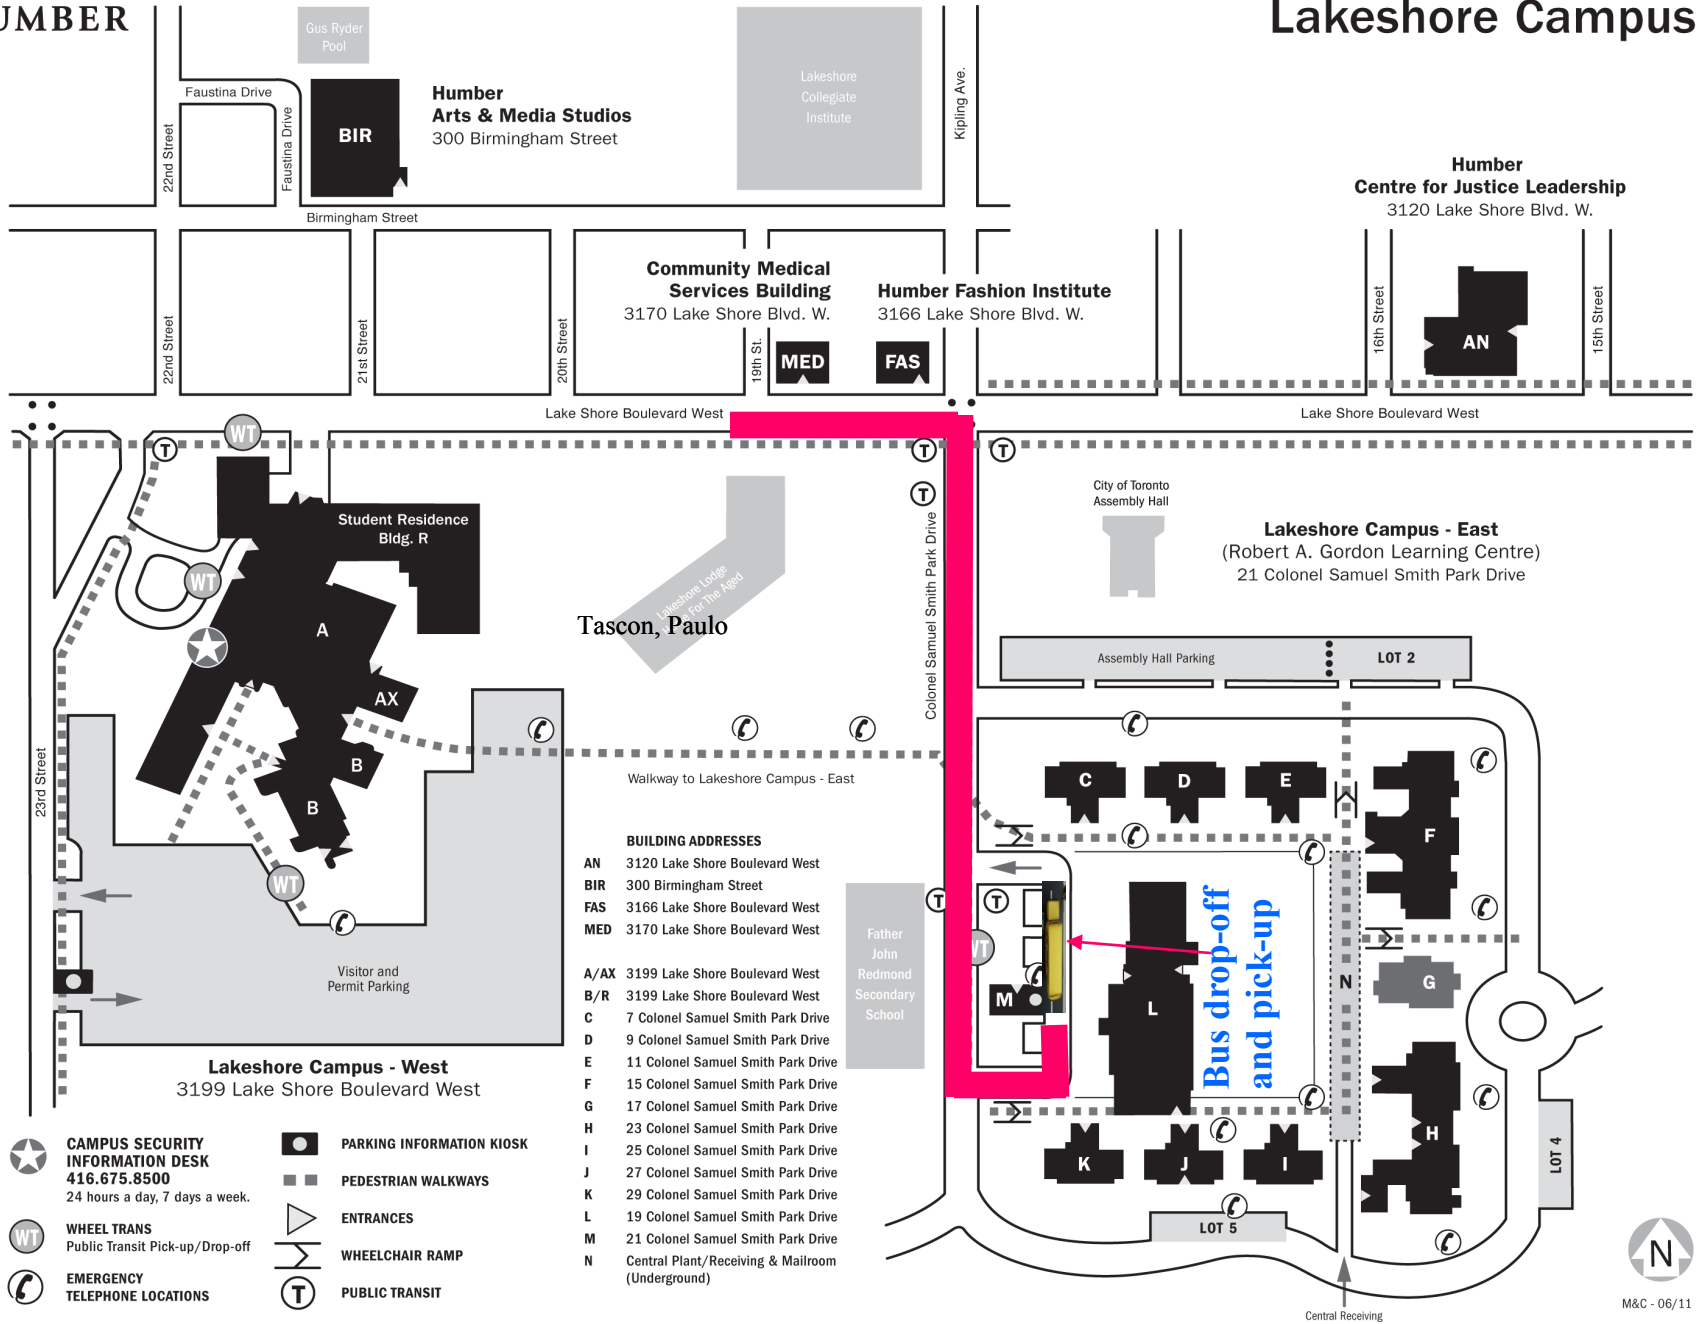 UMBER
Lakeshore Campus
Gus Ryder
Pool
Lakeshore
Collegiate
Institute
Kipling Ave.
Faustina Drive
Faustina Drive
22nd Street
BIR
Humber
Arts & Media Studios
300 Birmingham Street
Humber
Centre for Justice Leadership
3120 Lake Shore Blvd. W.
Birmingham Street
Community Medical
Services Building
3170 Lake Shore Blvd. W.
Humber Fashion Institute
3166 Lake Shore Blvd. W.
22nd Street
21st Street
20th Street
19th St.
MED
FAS
16th Street
AN
15th Street
Lake Shore Boulevard West
Lake Shore Boulevard West
WT
T
T
T
T
Student Residence
Bldg. R
City of Toronto
Assembly Hall
Lakeshore Campus - East
(Robert A. Gordon Learning Centre)
21 Colonel Samuel Smith Park Drive
WT
Lakeshore Lodge
For The Aged
Tascon, Paulo
Colonel Samuel Smith Park Drive
A
AX
B
B
Assembly Hall Parking
LOT 2
23rd Street
Walkway to Lakeshore Campus - East
C
D
E
F
WT
Visitor and
Permit Parking
Lakeshore Campus - West
3199 Lake Shore Boulevard West
BUILDING ADDRESSES
AN 3120 Lake Shore Boulevard West
BIR 300 Birmingham Street
FAS 3166 Lake Shore Boulevard West
MED 3170 Lake Shore Boulevard West
A/AX 3199 Lake Shore Boulevard West
B/R 3199 Lake Shore Boulevard West
C 7 Colonel Samuel Smith Park Drive
D 9 Colonel Samuel Smith Park Drive
E 11 Colonel Samuel Smith Park Drive
F 15 Colonel Samuel Smith Park Drive
G 17 Colonel Samuel Smith Park Drive
H 23 Colonel Samuel Smith Park Drive
I 25 Colonel Samuel Smith Park Drive
J 27 Colonel Samuel Smith Park Drive
K 29 Colonel Samuel Smith Park Drive
L 19 Colonel Samuel Smith Park Drive
M 21 Colonel Samuel Smith Park Drive
N Central Plant/Receiving & Mailroom
(Underground)
Father
John
Redmond
Secondary
School
T
T
WT
M
L
Bus drop-off
and pick-up
N
G
H
K
J
I
LOT 4
LOT 5
Central Receiving
CAMPUS SECURITY
INFORMATION DESK
416.675.8500
24 hours a day, 7 days a week.
WT
WHEEL TRANS
Public Transit Pick-up/Drop-off
EMERGENCY
TELEPHONE LOCATIONS
PARKING INFORMATION KIOSK
PEDESTRIAN WALKWAYS
ENTRANCES
WHEELCHAIR RAMP
T
PUBLIC TRANSIT
N
M&C - 06/11